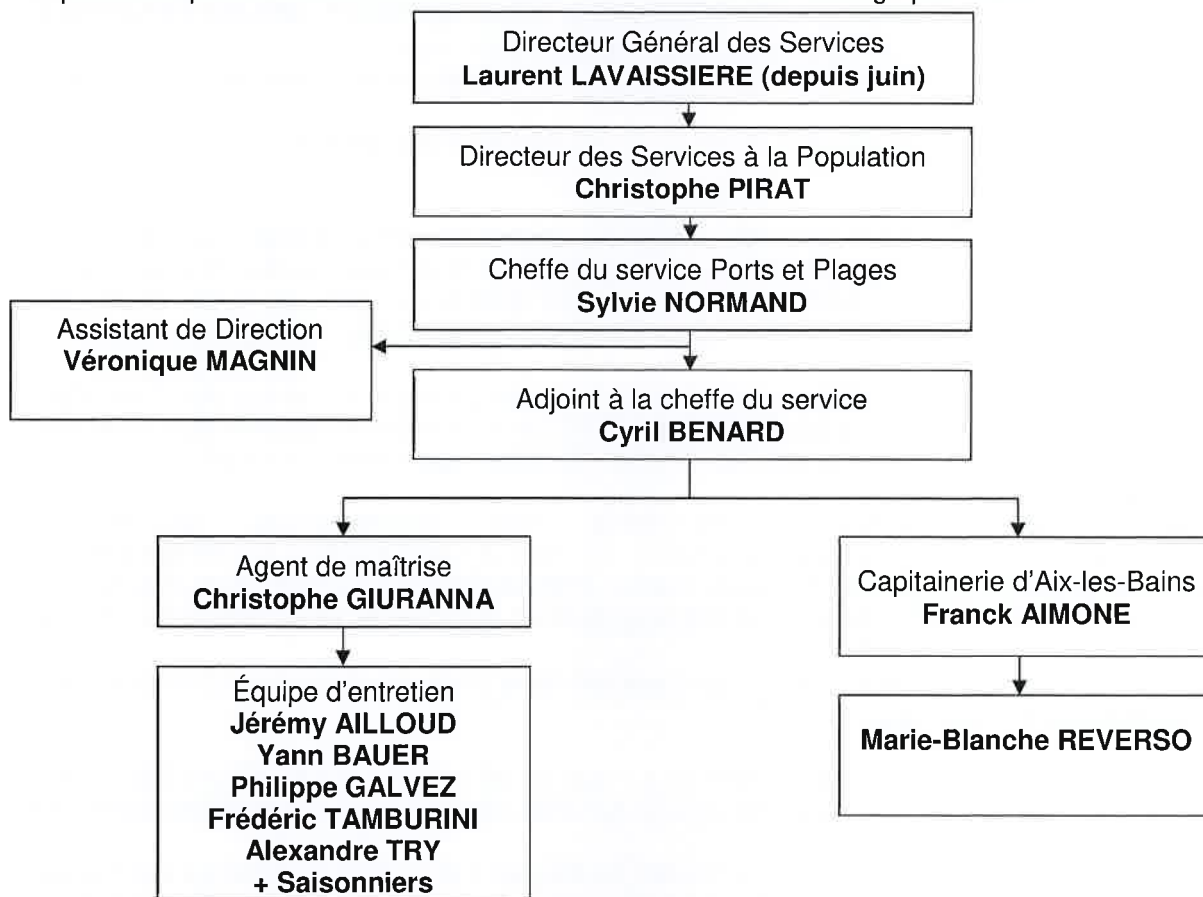 Directeur Général des Services
Laurent LAVAISSIERE (depuis juin)
Directeur des Services à la Population
Christophe PIRAT
Cheffe du service Ports et Plages
Sylvie NORMAND
Assistant de Direction
Véronique MAGNIN
Adjoint à la cheffe du service
Cyril BENARD
Agent de maîtrise
Christophe GIURANNA
Équipe d'entretien
Jérémy AILLOUD
Yann BAUER
Philippe GALVEZ
Frédéric TAMBURINI
Alexandre TRY
+ Saisonniers
Capitainerie d'Aix-les-Bains
Franck AIMONE
Marie-Blanche REVERSO